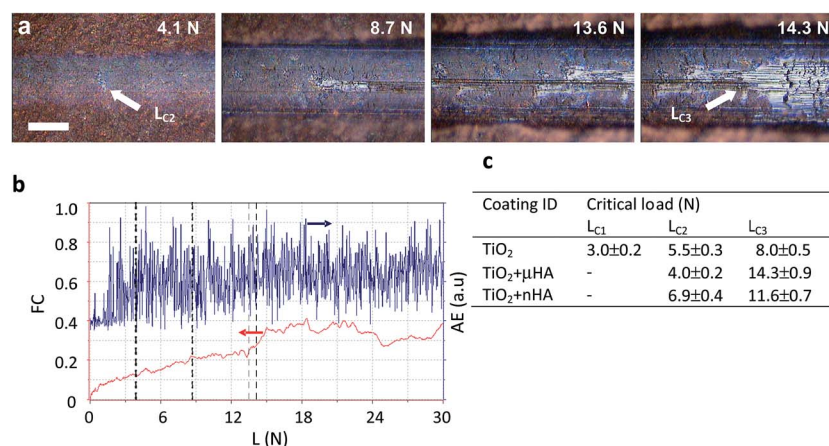 a
4.1 N
8.7 N
13.6 N
14.3 N
LC2
LC3
b
1.0
0.8
0.6
0.4
0.2
0
FC
AE (a.u)
0 6 12 18 24 30
L (N)
c
Coating ID Critical load (N)
LC1 LC2 LC3
TiO2 3.0±0.2 5.5±0.3 8.0±0.5
TiO2+μHA - 4.0±0.2 14.3±0.9
TiO2+nHA - 6.9±0.4 11.6±0.7